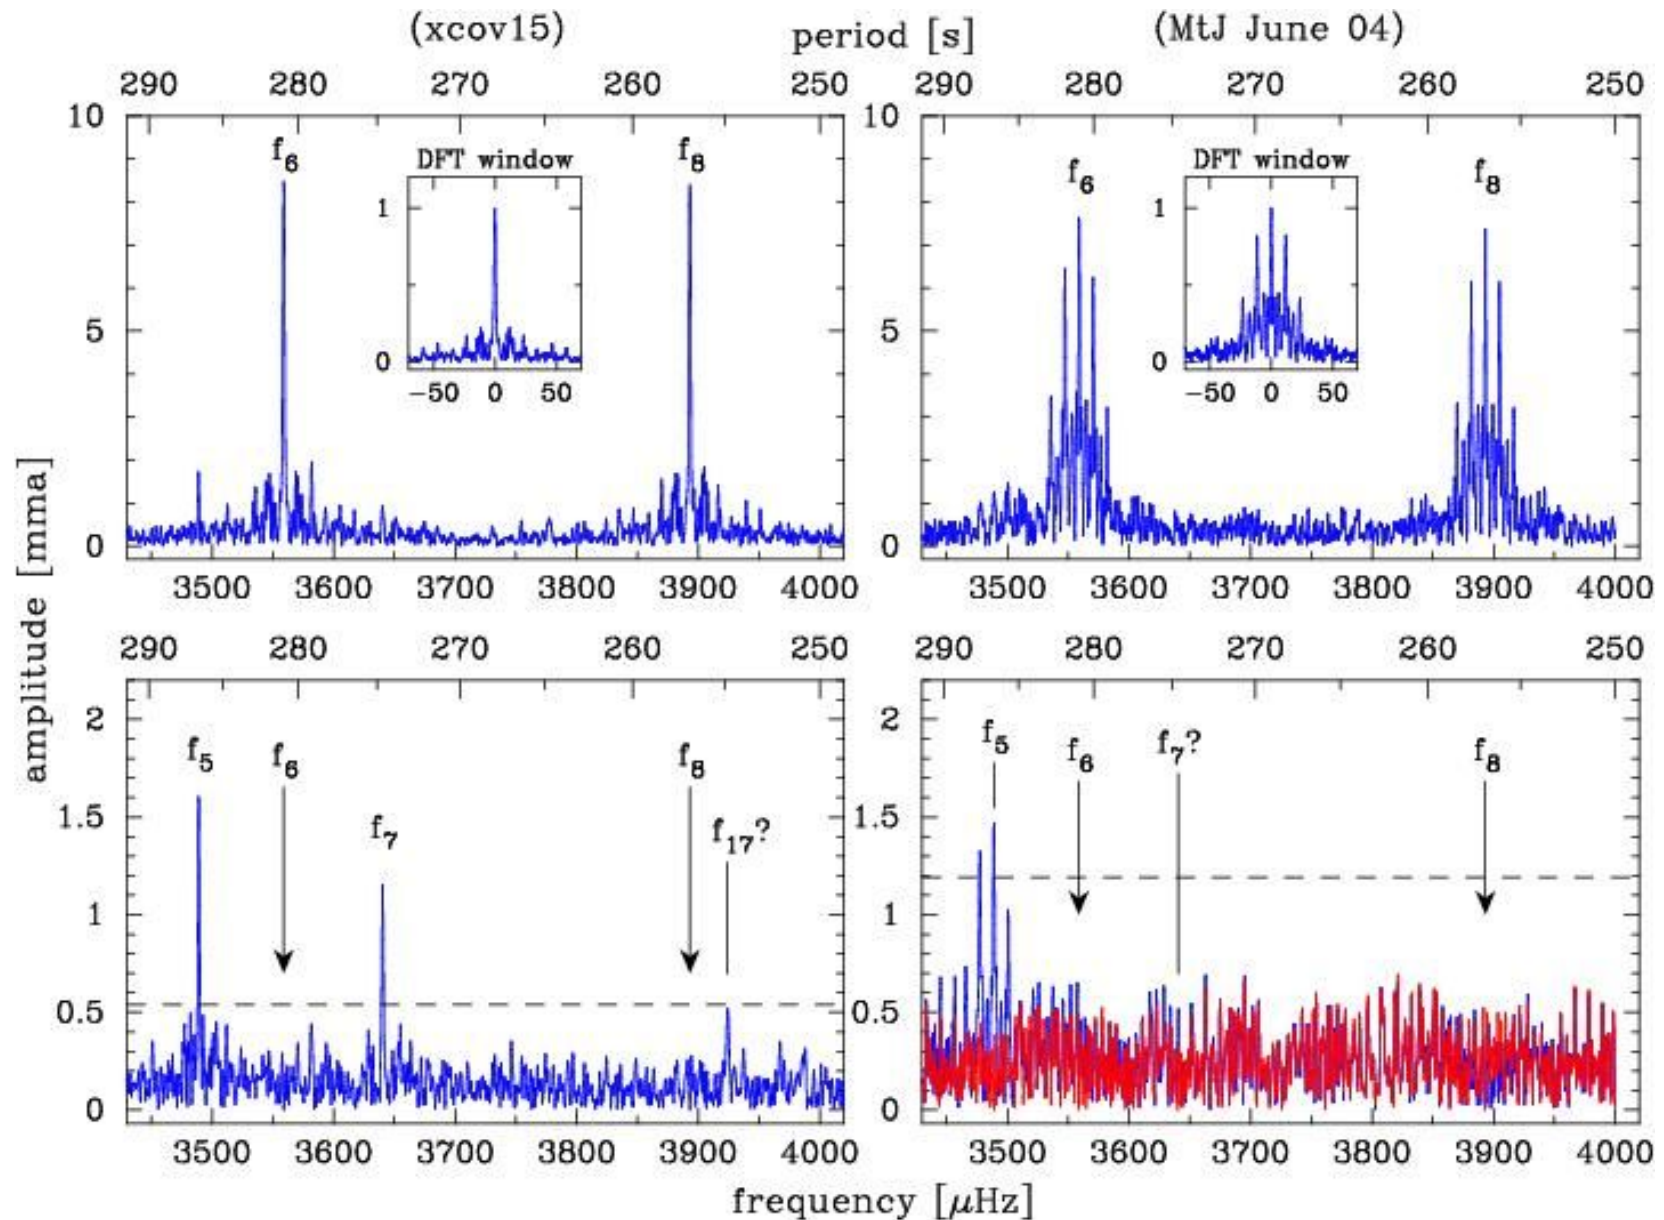 (xcov15) period [s] (MtJ June 04)
290 280 270 260 250 290 280 270 260 250
10 f6 DFT window f8 10 f6 DFT window f8
1 1
0 0
−50 0 50 −50 0 50
5 5
0 0
3500 3600 3700 3800 3900 4000 3500 3600 3700 3800 3900 4000
290 280 270 260 250 290 280 270 260 250
amplitude [mma]
2 f5 f6 f8 2 f5 f6 f7? f8
1.5 f7 f17? 1.5
1 1
0.5 0.5
0 0
3500 3600 3700 3800 3900 4000 3500 3600 3700 3800 3900 4000
frequency [μHz]